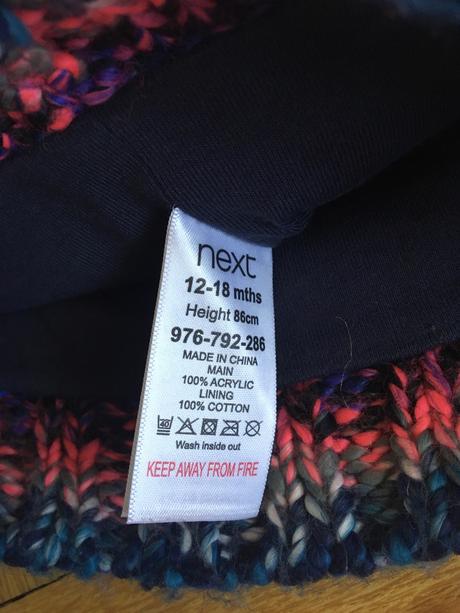 next
12-18 mths
Height 86cm
976-792-286
MADE IN CHINA
MAIN
100% ACRYLIC
LINING
100% COTTON
40
Wash inside out
KEEP AWAY FROM FIRE